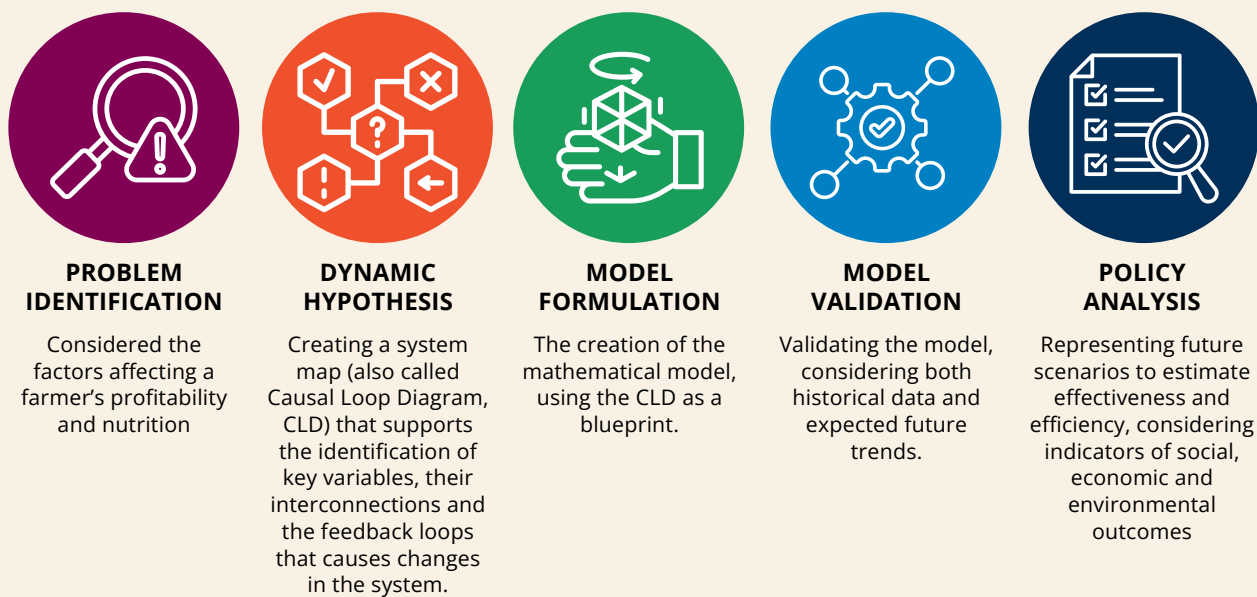 PROBLEM
IDENTIFICATION
Considered the
factors affecting a
farmer’s profitability
and nutrition
DYNAMIC
HYPOTHESIS
Creating a system
map (also called
Causal Loop Diagram,
CLD) that supports
the identification of
key variables, their
interconnections and
the feedback loops
that causes changes
in the system.
MODEL
FORMULATION
The creation of the
mathematical model,
using the CLD as a
blueprint.
MODEL
VALIDATION
Validating the model,
considering both
historical data and
expected future
trends.
POLICY
ANALYSIS
Representing future
scenarios to estimate
effectiveness and
efficiency, considering
indicators of social,
economic and
environmental
outcomes